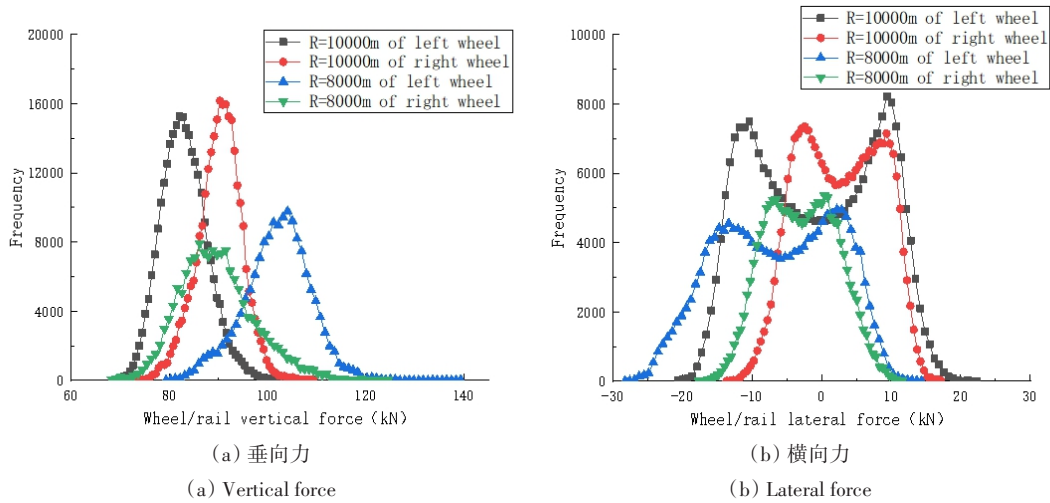 20000
16000
12000
8000
4000
0
Frequency
R=10000m of left wheel
R=10000m of right wheel
R=8000m of left wheel
R=8000m of right wheel
60
80
100
120
140
Wheel/rail vertical force（kN）
(a) 垂向力
(a) Vertical force
10000
8000
6000
4000
2000
0
Frequency
R=10000m of left wheel
R=10000m of right wheel
R=8000m of left wheel
R=8000m of right wheel
-30
-20
-10
0
10
20
30
Wheel/rail lateral force（kN）
(b) 横向力
(b) Lateral force